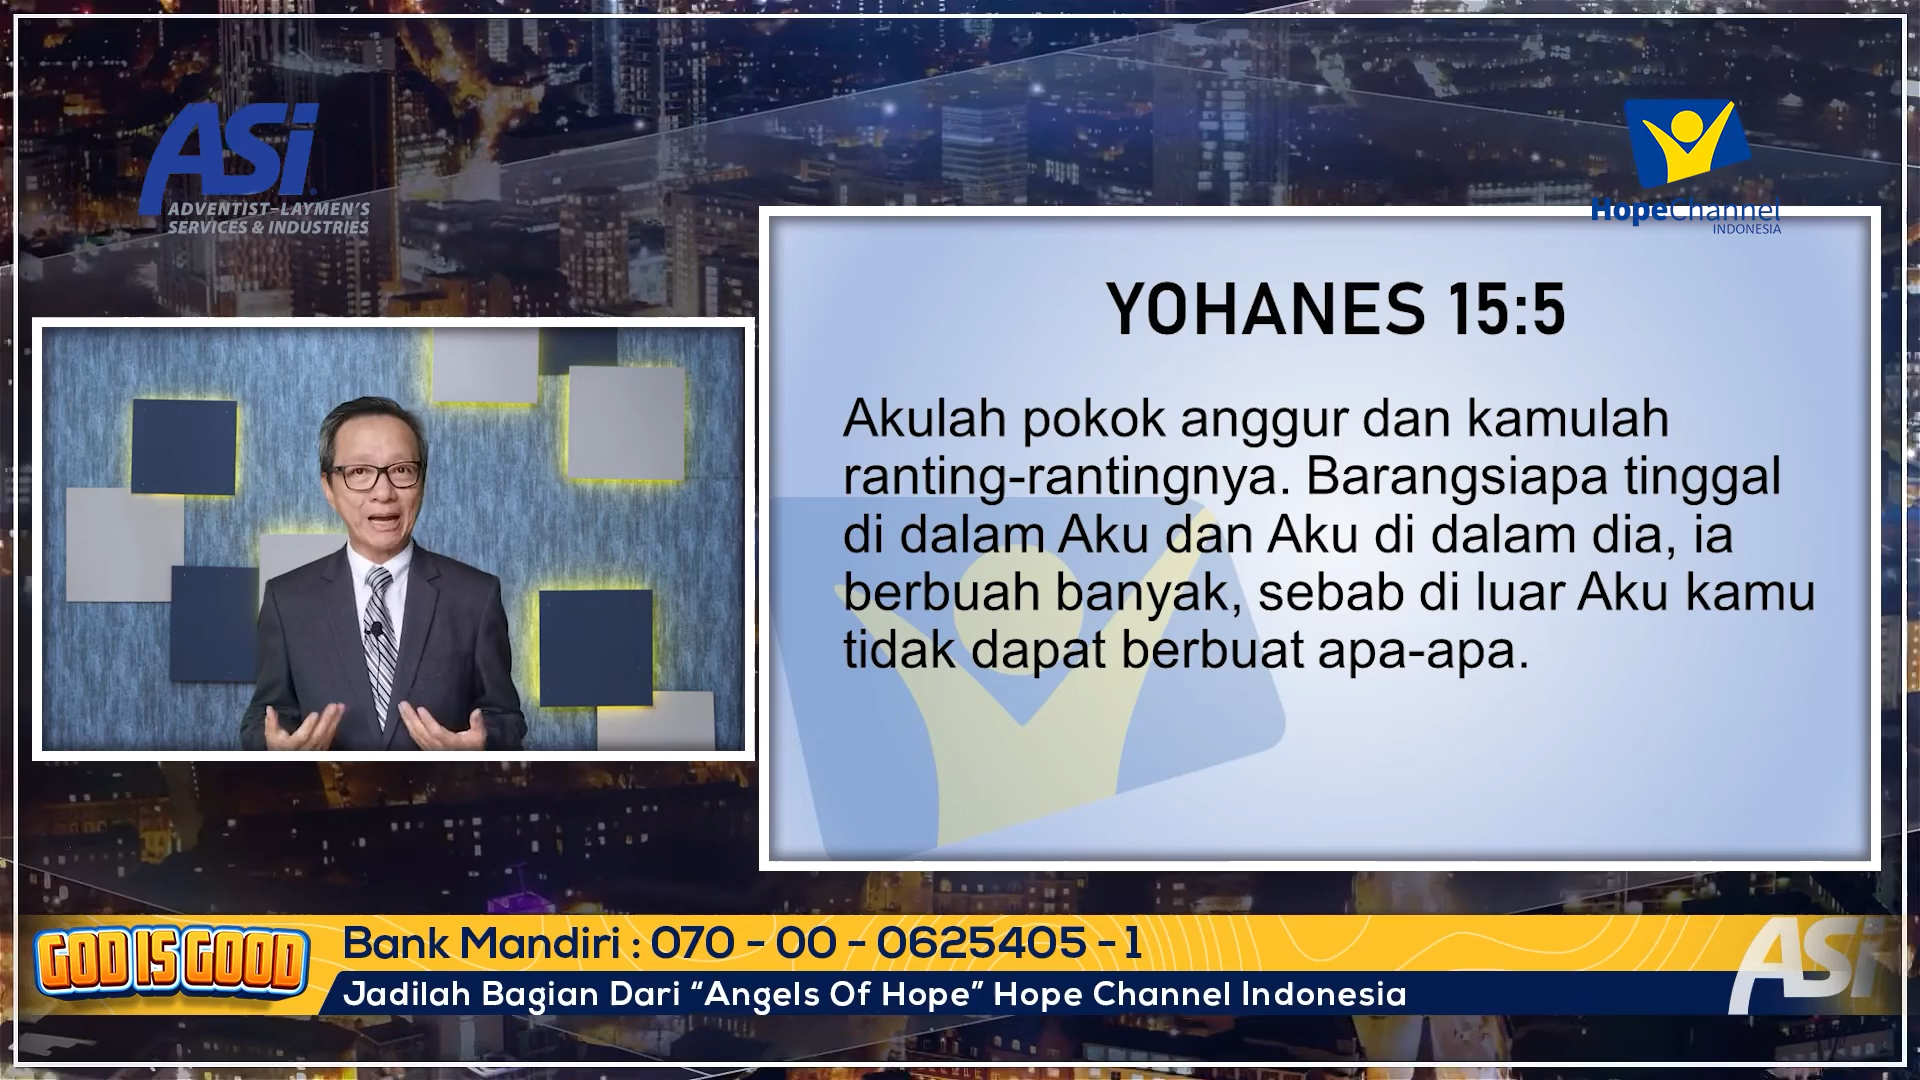 ASi
ADVENTIST-LAYMEN'S
SERVICES & INDUSTRIES
HopeChannel
INDONESIA
YOHANES 15:5
Akulah pokok anggur dan kamulah
ranting-rantingnya. Barangsiapa tinggal
di dalam Aku dan Aku di dalam dia, ia
berbuah banyak, sebab di luar Aku kamu
tidak dapat berbuat apa-apa.
GOD IS GOOD
Bank Mandiri : 070 - 00 - 0625405 - 1
Jadilah Bagian Dari “Angels Of Hope” Hope Channel Indonesia
ASi